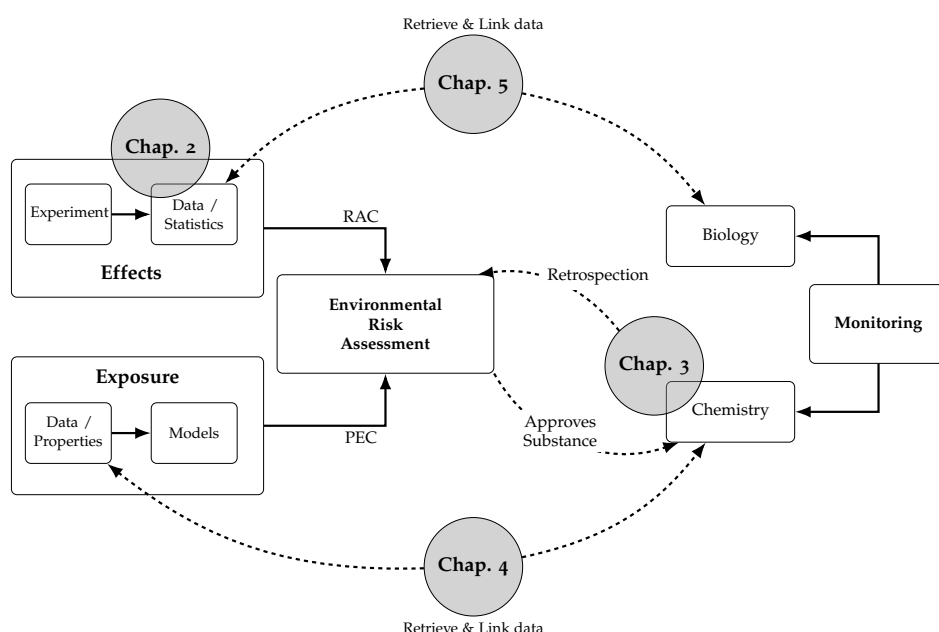 Retrieve & Link data
Chap. 5
Chap. 2
Experiment
Data /
Statistics
Effects
RAC
Biology
Retrospection
Environmental
Risk
Assessment
Monitoring
Chap. 3
Exposure
Chemistry
Data /
Properties
Models
PEC
Approves
Substance
Chap. 4
Retrieve & Link data